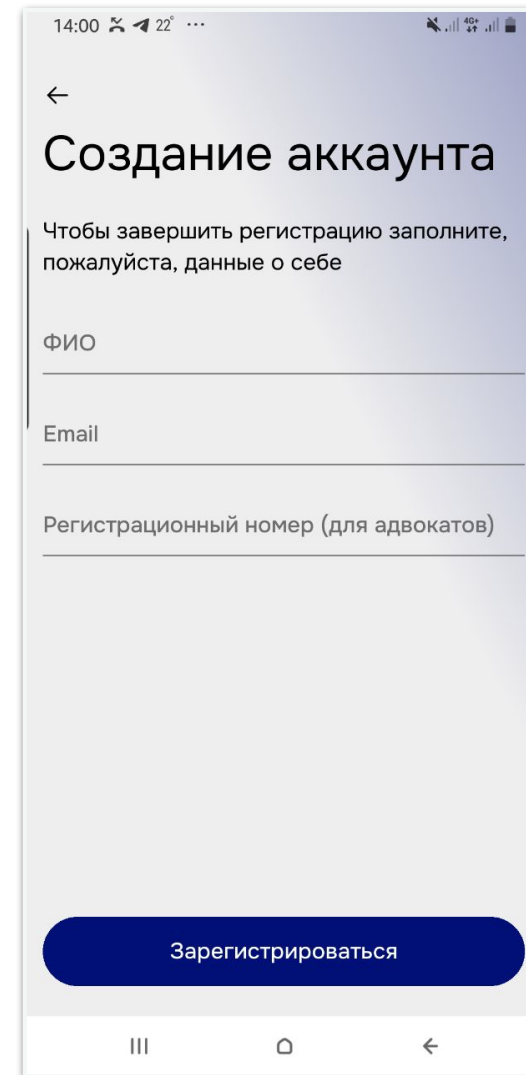 14:00 22° ...
4G+
Создание аккаунта
Чтобы завершить регистрацию заполните,
пожалуйста, данные о себе
ФИО
Email
Регистрационный номер (для адвокатов)
Зарегистрироваться